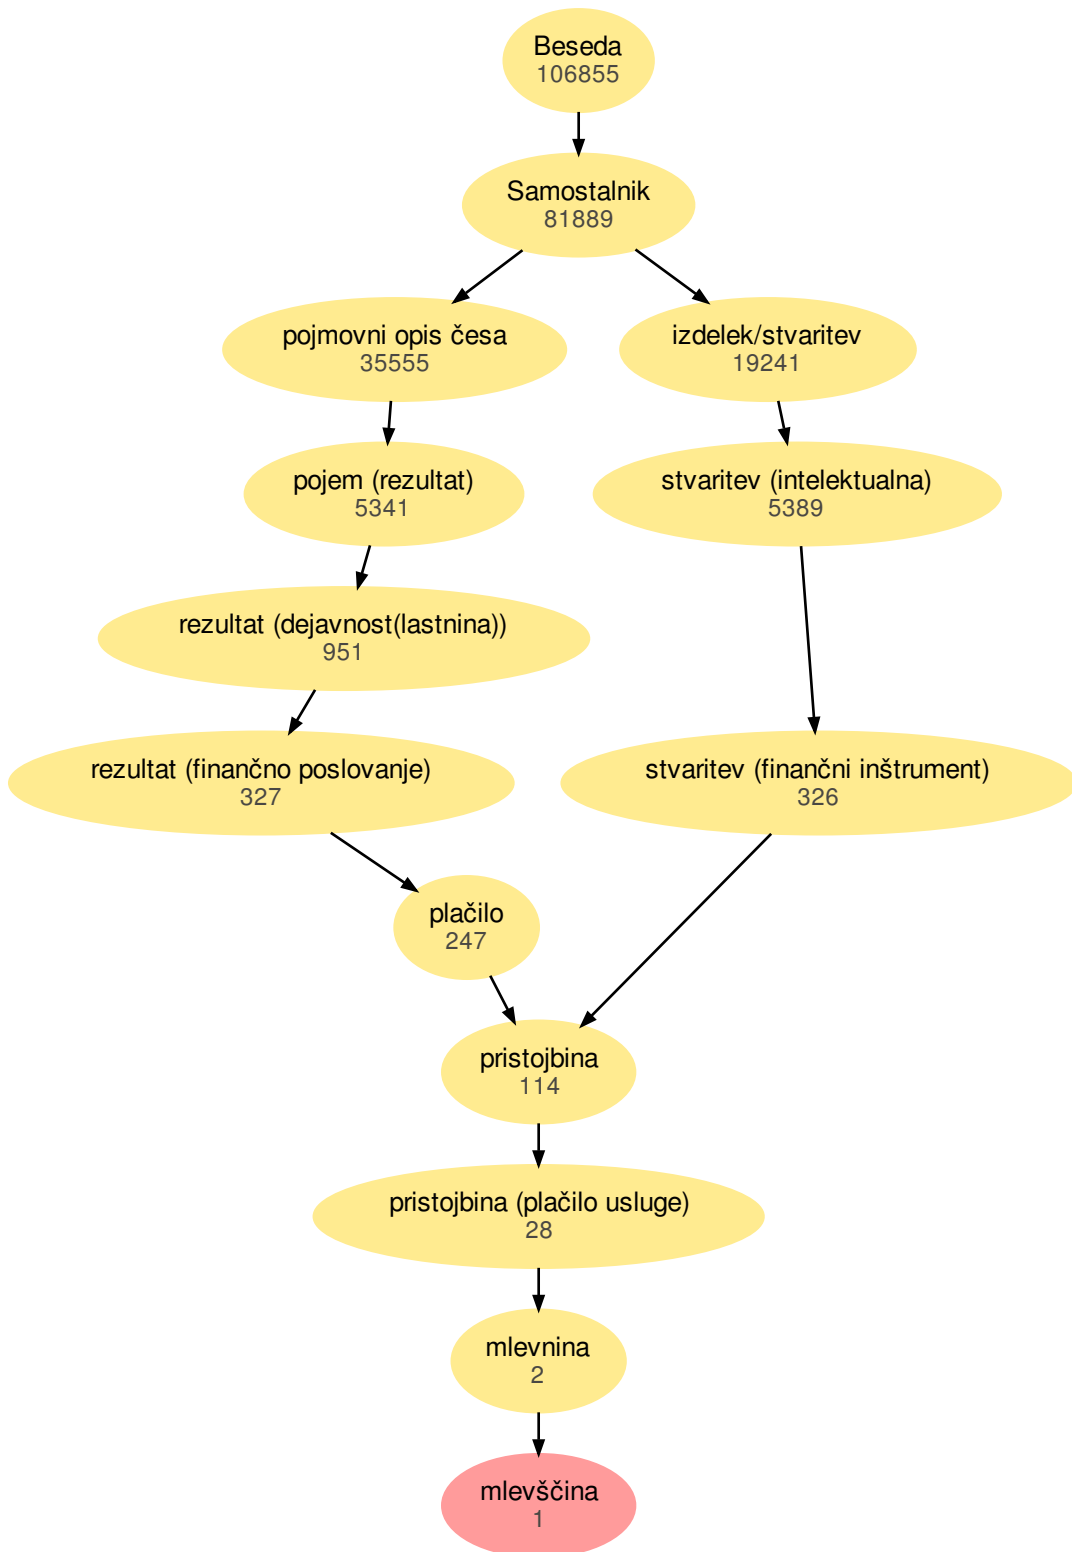 Beseda
106855
Samostalnik
81889
pojmovni opis česa
35555
izdelek/stvaritev
19241
pojem (rezultat)
5341
stvaritev (intelektualna)
5389
rezultat (dejavnost(lastnina))
951
rezultat (finančno poslovanje)
327
stvaritev (finančni inštrument)
326
plačilo
247
pristojbina
114
pristojbina (plačilo usluge)
28
mlevnina
2
mlevščina
1